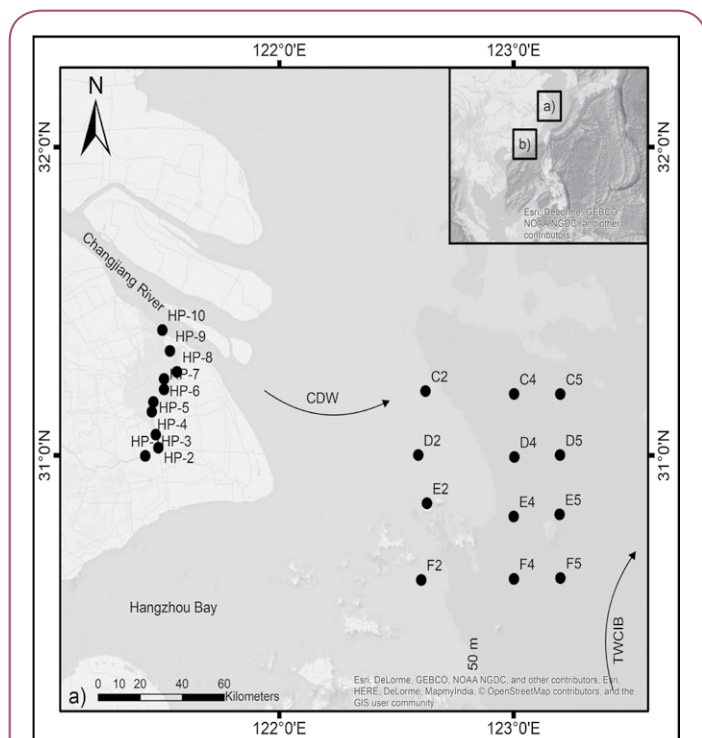 122°0'E 123°0'E
32°0'N 32°0'N
a)
b)
Esri, DeLorme, GEBCO,
NOAA NGDC, and other
contributors
Changjiang River
HP-10
HP-9
HP-8
HP-7
HP-6
HP-5
HP-4
HP- HP-3
HP-2
CDW
C2 C4 C5
31°0'N D2 D4 D5 31°0'N
E2 E4 E5
F2 F4 F5
Hangzhou Bay
50 m
TWCIB
a)
0 10 20 40 60
Kilometers
Esri, DeLorme, GEBCO, NOAA NGDC, and other contributors, Esri,
HERE, DeLorme, MapmyIndia, © OpenStreetMap contributors, and the
GIS user community
122°0'E 123°0'E